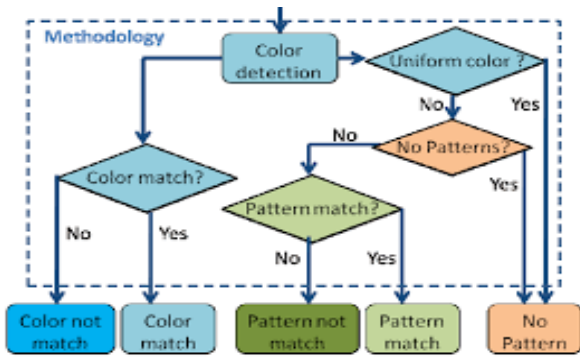 Methodology
Color
detection
Uniform color ?
No
Yes
No
No Patterns?
Color match?
Pattern match?
Yes
No
Yes
No
Yes
Color not
match
Color
match
Pattern not
match
Pattern
match
No
Pattern